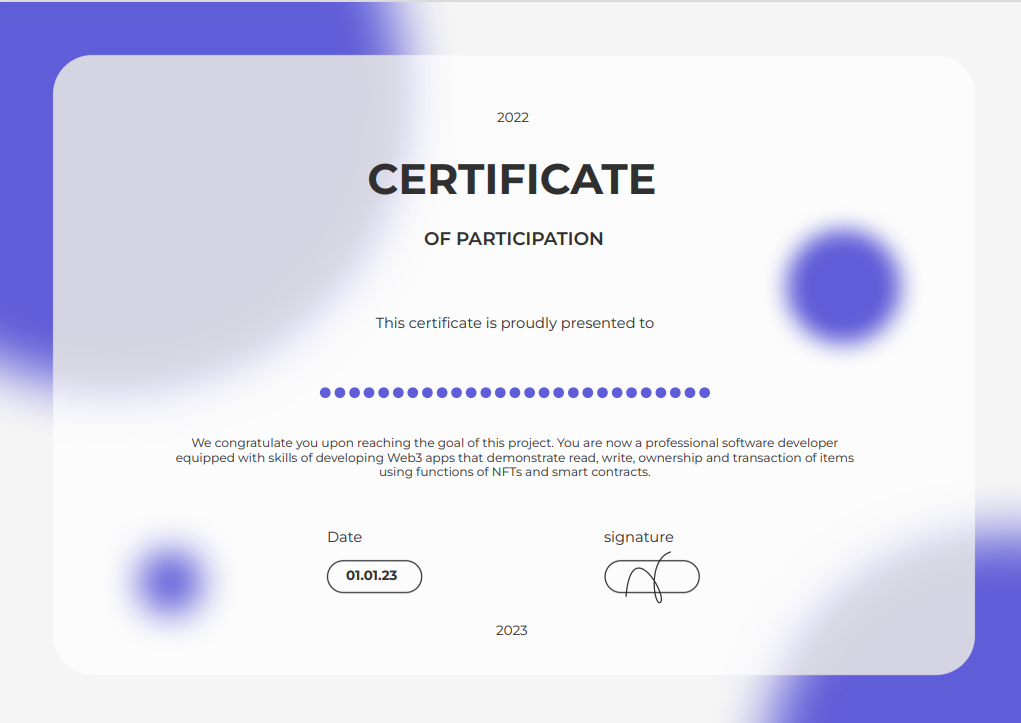 2022
CERTIFICATE
OF PARTICIPATION
This certificate is proudly presented to
We congratulate you upon reaching the goal of this project. You are now a professional software developer
equipped with skills of developing Web3 apps that demonstrate read, write, ownership and transaction of items
using functions of NFTs and smart contracts.
Date
signature
01.01.23
2023